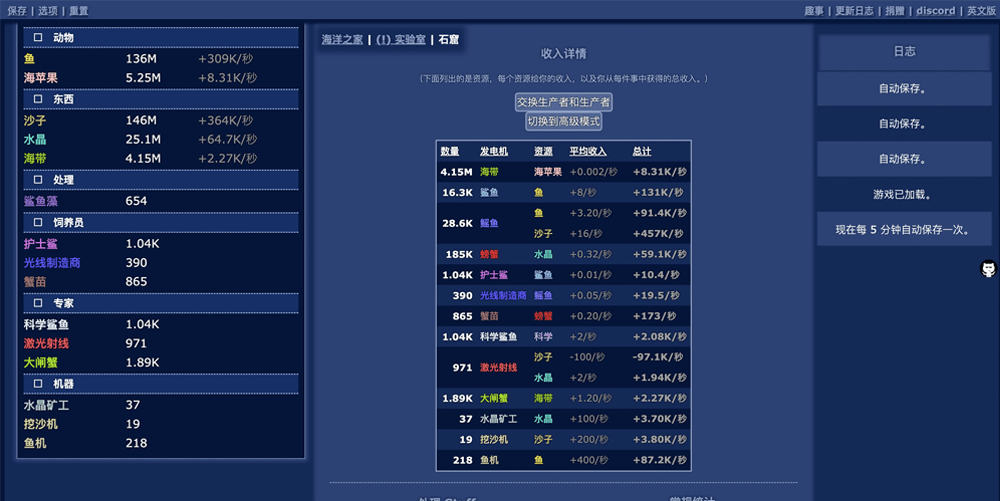 保存 | 选项 | 重置
趣事 | 更新日志 | 捐赠 | discord | 英文版
动物
鱼 136M +309K/秒
海苹果 5.25M +8.31K/秒
东西
沙子 146M +364K/秒
水晶 25.1M +64.7K/秒
海带 4.15M +2.27K/秒
处理
鲨鱼藻 654
饲养员
护士鲨 1.04K
光线制造商 390
蟹苗 865
专家
科学鲨鱼 1.04K
激光射线 971
大闸蟹 1.89K
机器
水晶矿工 37
挖沙机 19
鱼机 218
海洋之家 | (!) 实验室 | 石窟
收入详情
(下面列出的是资源，每个资源给你的收入，以及你从每件事中获得的总收入。)
交换生产者和生产者
切换到高级模式
数量 发电机 资源 平均收入 总计
4.15M 海带 海苹果 +0.002/秒 +8.31K/秒
16.3K 鲨鱼 鱼 +8/秒 +131K/秒
28.6K 鳐鱼 鱼 +3.20/秒 +91.4K/秒
沙子 +16/秒 +457K/秒
185K 螃蟹 水晶 +0.32/秒 +59.1K/秒
1.04K 护士鲨 鲨鱼 +0.01/秒 +10.4/秒
390 光线制造商 鳐鱼 +0.05/秒 +19.5/秒
865 蟹苗 螃蟹 +0.20/秒 +173/秒
1.04K 科学鲨鱼 科学 +2/秒 +2.08K/秒
971 激光射线 沙子 -100/秒 -97.1K/秒
水晶 +2/秒 +1.94K/秒
1.89K 大闸蟹 海带 +1.20/秒 +2.27K/秒
37 水晶矿工 水晶 +100/秒 +3.70K/秒
19 挖沙机 沙子 +200/秒 +3.80K/秒
218 鱼机 鱼 +400/秒 +87.2K/秒
日志
自动保存。
自动保存。
自动保存。
游戏已加载。
现在每 5 分钟自动保存一次。